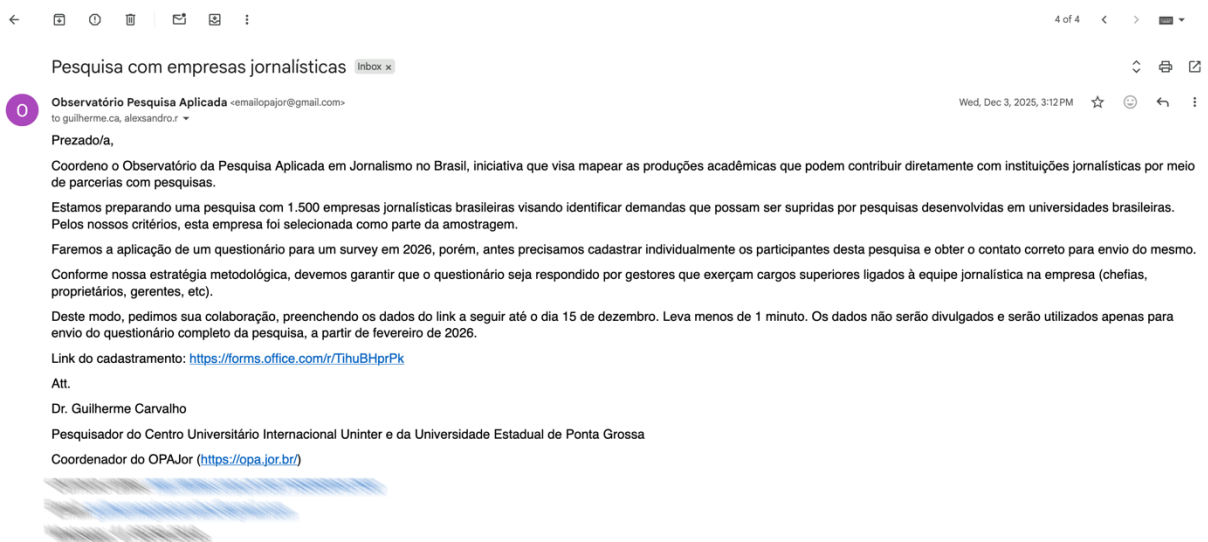 4 of 4
Pesquisa com empresas jornalísticas Inbox x
O
Observatório Pesquisa Aplicada <emailopajor@gmail.com>
Wed, Dec 3, 2025, 3:12 PM
to guilherme.ca, alexsandro.r
Prezado/a,
Coordeno o Observatório da Pesquisa Aplicada em Jornalismo no Brasil, iniciativa que visa mapear as produções acadêmicas que podem contribuir diretamente com instituições jornalísticas por meio
de parcerias com pesquisas.
Estamos preparando uma pesquisa com 1.500 empresas jornalísticas brasileiras visando identificar demandas que possam ser supridas por pesquisas desenvolvidas em universidades brasileiras.
Pelos nossos critérios, esta empresa foi selecionada como parte da amostragem.
Faremos a aplicação de um questionário para um survey em 2026, porém, antes precisamos cadastrar individualmente os participantes desta pesquisa e obter o contato correto para envio do mesmo.
Conforme nossa estratégia metodológica, devemos garantir que o questionário seja respondido por gestores que exerçam cargos superiores ligados à equipe jornalística na empresa (chefias,
proprietários, gerentes, etc).
Deste modo, pedimos sua colaboração, preenchendo os dados do link a seguir até o dia 15 de dezembro. Leva menos de 1 minuto. Os dados não serão divulgados e serão utilizados apenas para
envio do questionário completo da pesquisa, a partir de fevereiro de 2026.
Link do cadastramento: https://forms.office.com/r/TihuBHprPk
Att.
Dr. Guilherme Carvalho
Pesquisador do Centro Universitário Internacional Uninter e da Universidade Estadual de Ponta Grossa
Coordenador do OPAJor (https://opa.jor.br/)